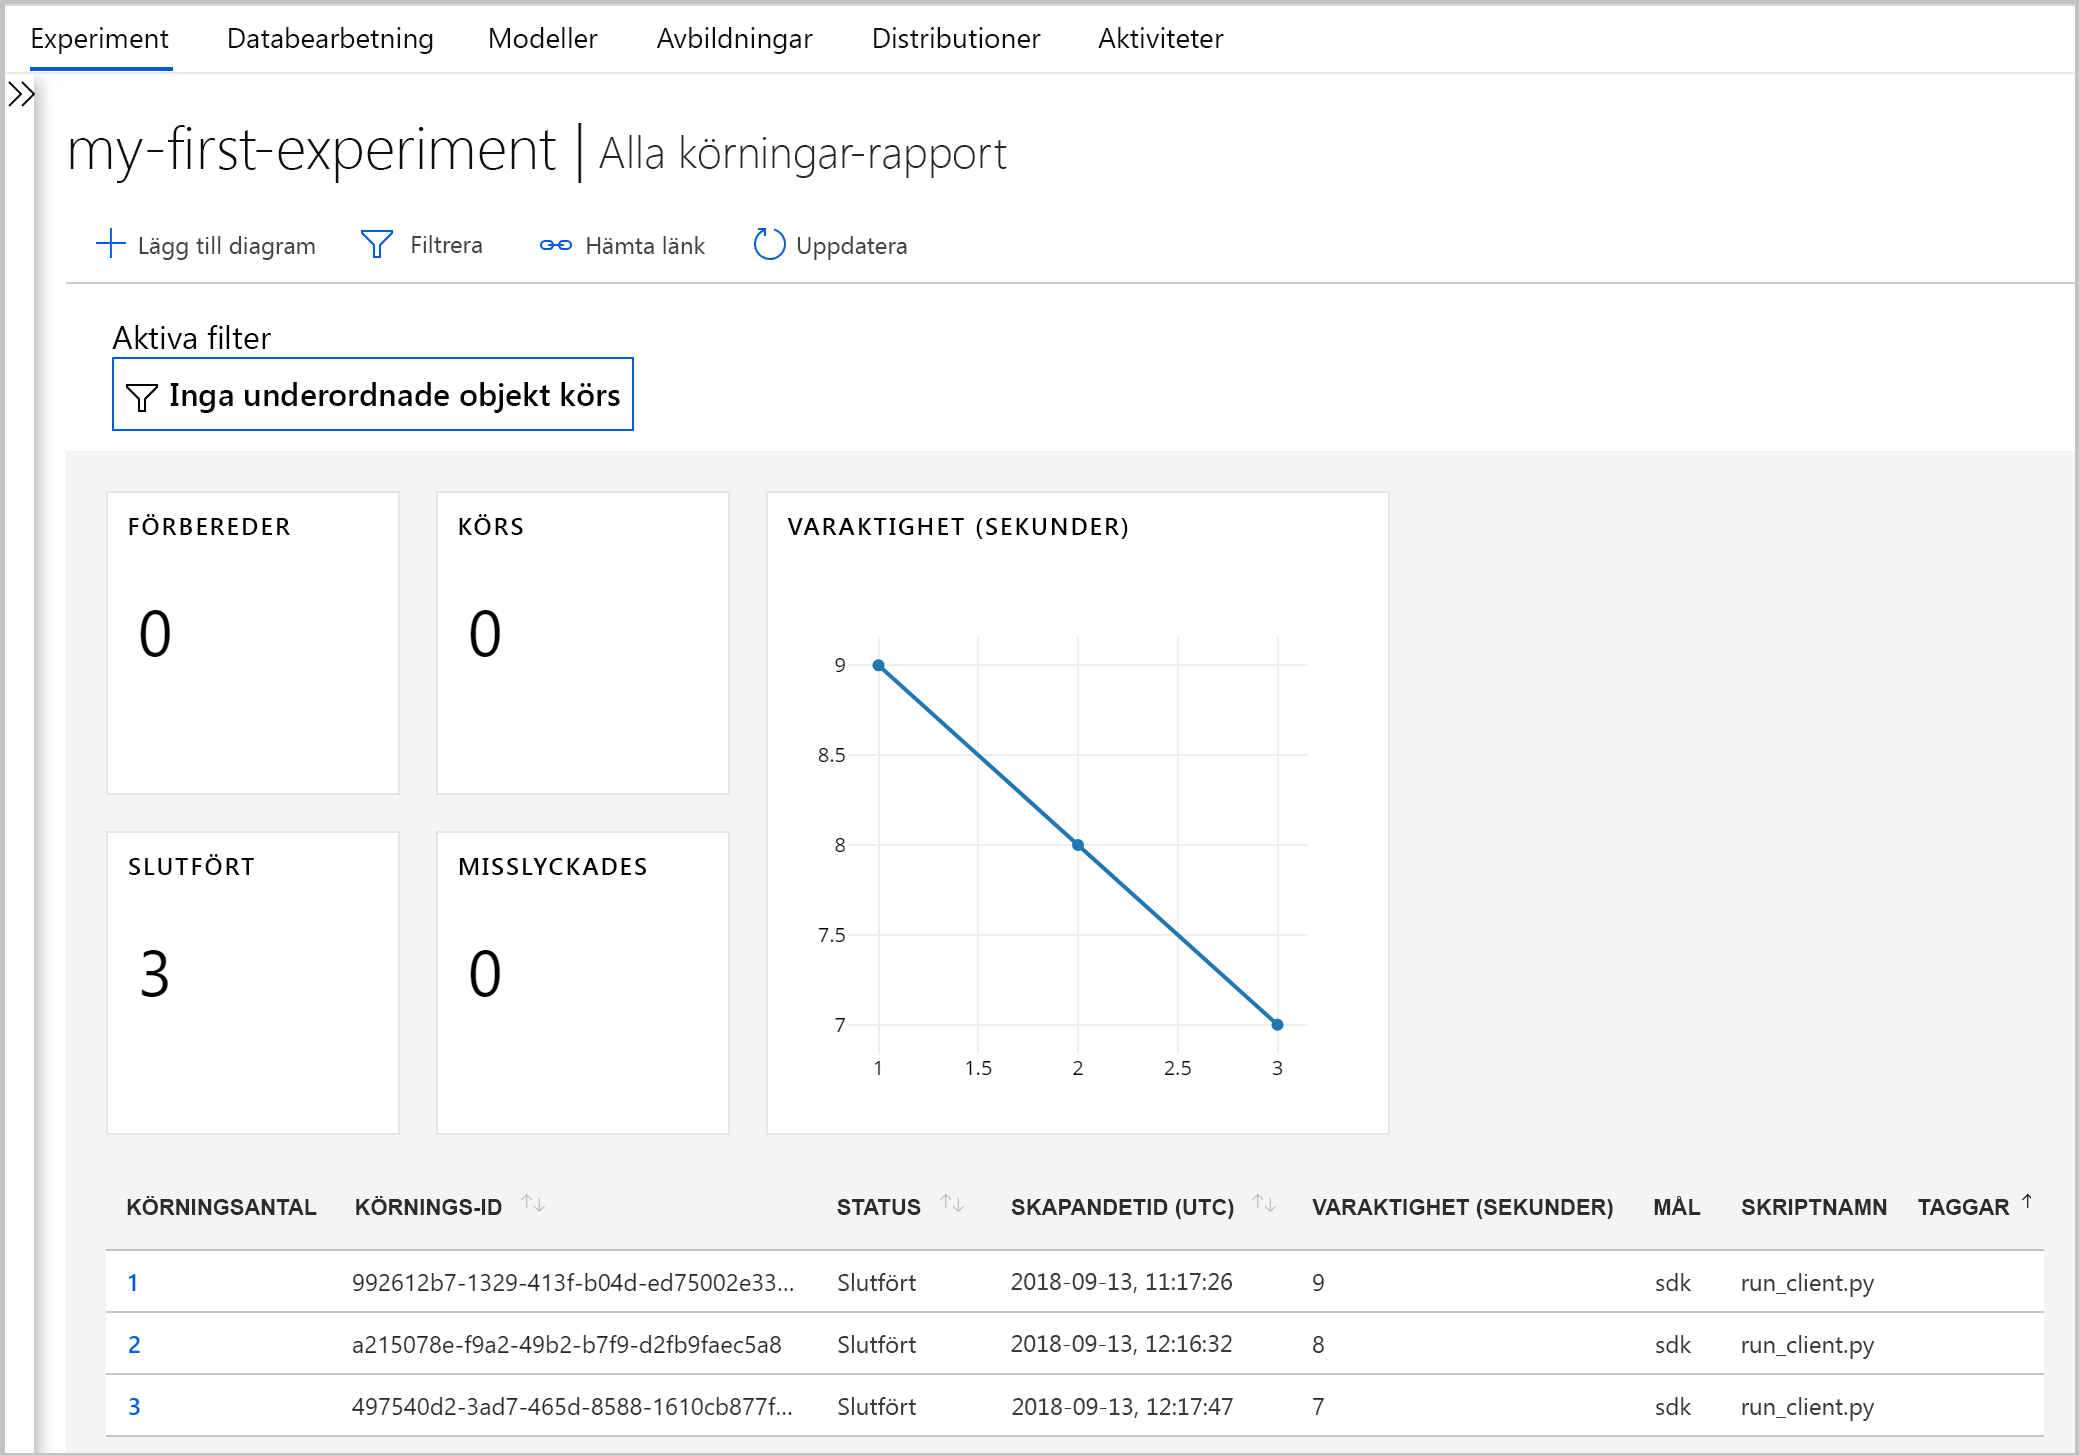 Experiment Databearbetning Modeller Avbildningar Distributioner Aktiviteter
my-first-experiment | Alla körningar-rapport
Lägg till diagram Filtrera Hämta länk Uppdatera
Aktiva filter
Inga underordnade objekt körs
FÖRBEREDER
0
KÖRS
0
VARAKTIGHET (SEKUNDER)
9
8.5
8
7.5
7
1 1.5 2 2.5 3
SLUTFÖRT
3
MISSLYCKADES
0
KÖRNINGSANTAL KÖRNINGS-ID STATUS SKAPANDETID (UTC) VARAKTIGHET (SEKUNDER) MÅL SKRIPTNAMN TAGGAR
1 992612b7-1329-413f-b04d-ed75002e33... Slutfört 2018-09-13, 11:17:26 9 sdk run_client.py
2 a215078e-f9a2-49b2-b7f9-d2fb9faec5a8 Slutfört 2018-09-13, 12:16:32 8 sdk run_client.py
3 497540d2-3ad7-465d-8588-1610cb877f... Slutfört 2018-09-13, 12:17:47 7 sdk run_client.py